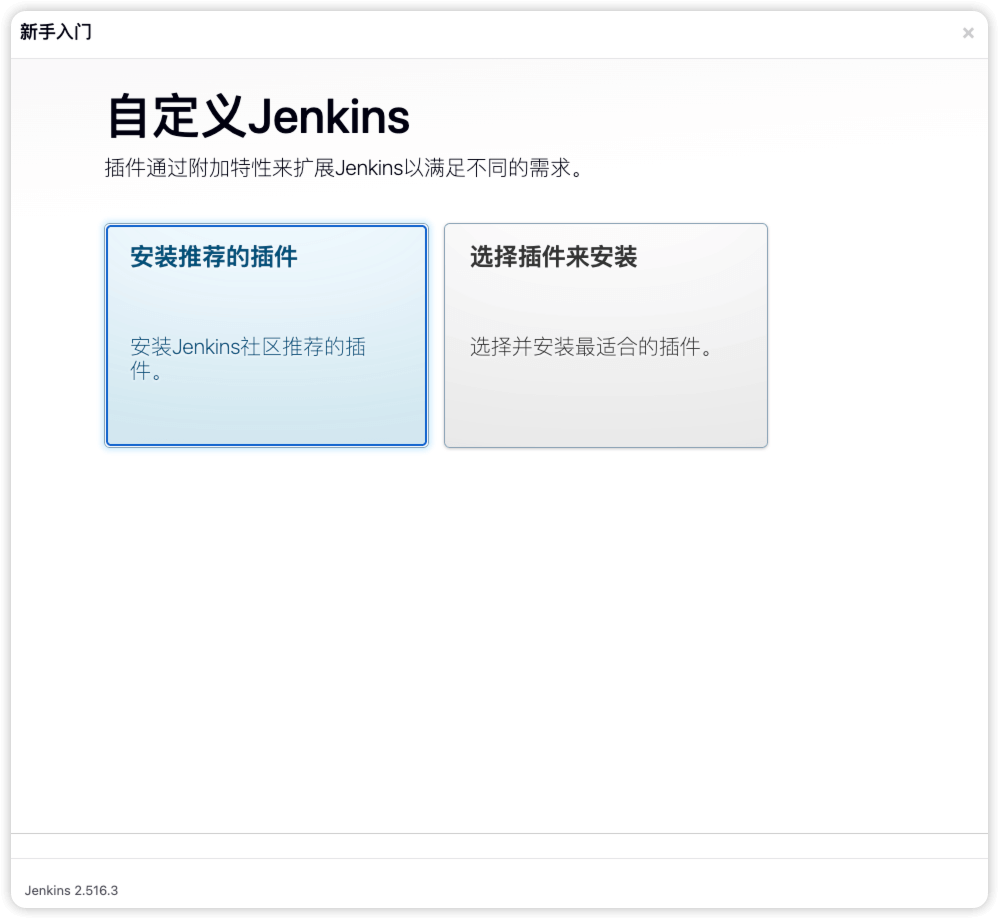 新手入门
×
自定义Jenkins
插件通过附加特性来扩展Jenkins以满足不同的需求。
安装推荐的插件
安装Jenkins社区推荐的插
件。
选择插件来安装
选择并安装最适合的插件。
Jenkins 2.516.3